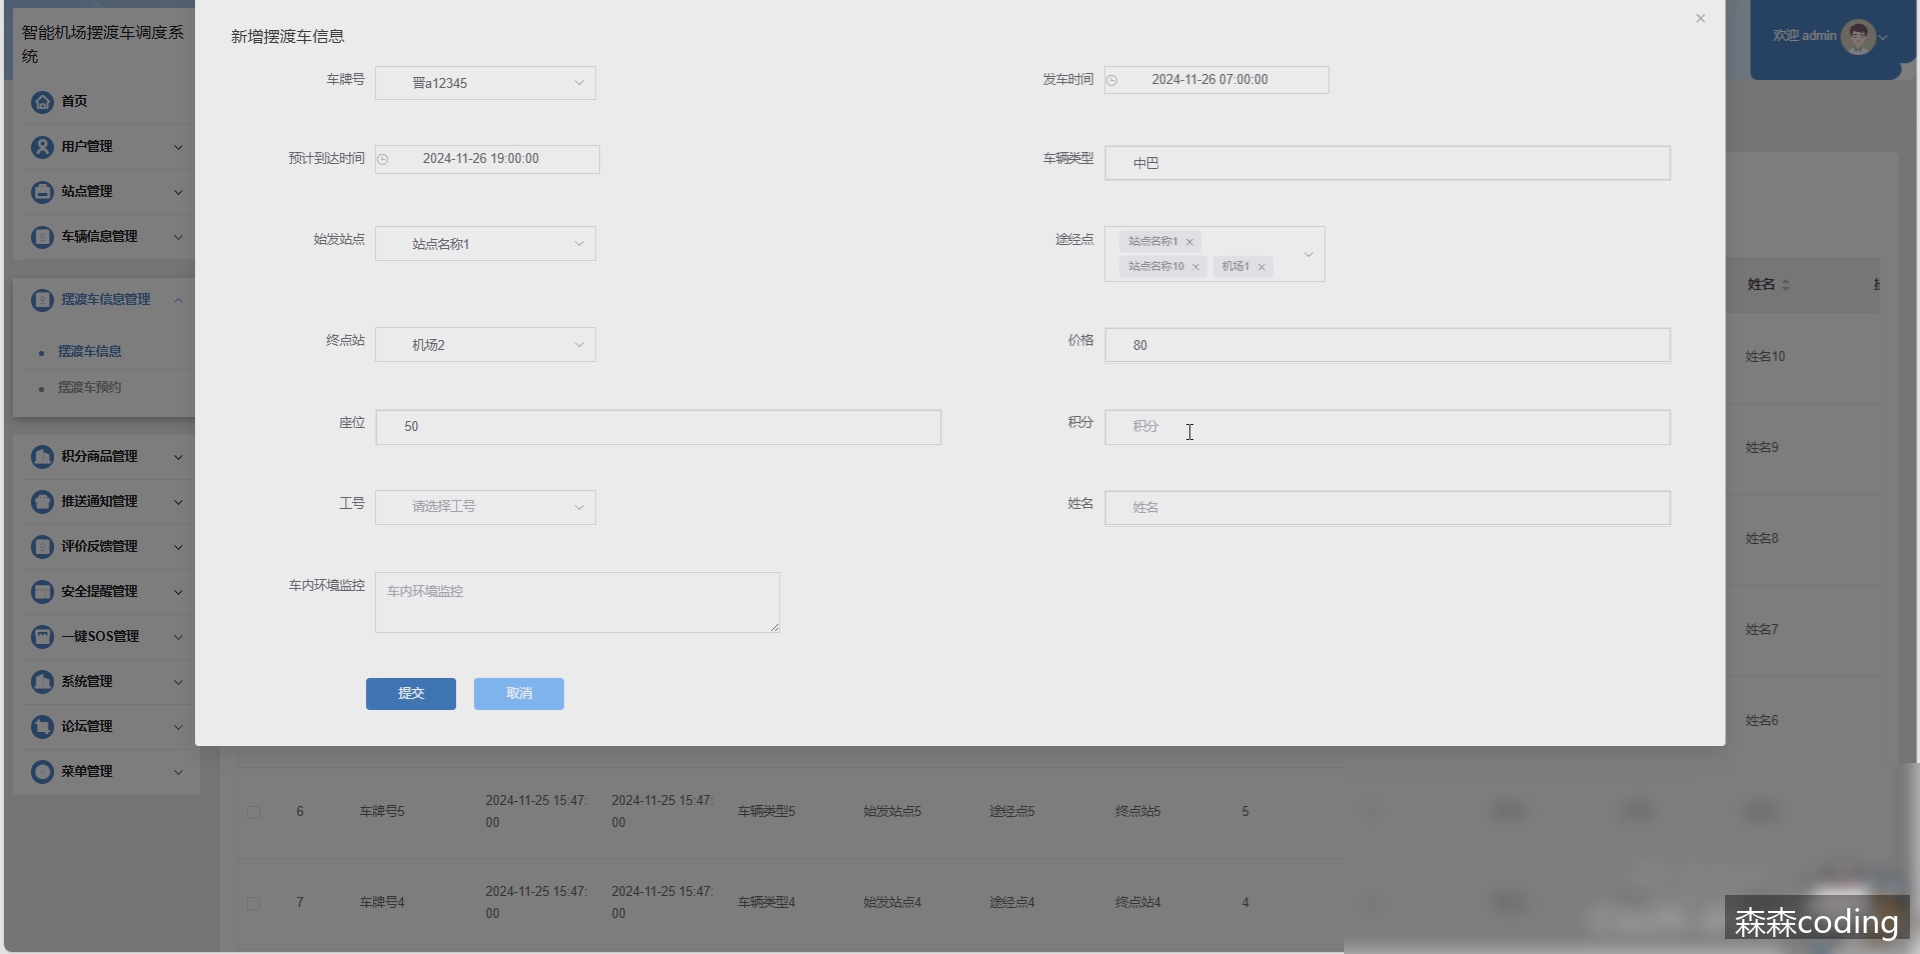 智能机场摆渡车调度系
统
首页
用户管理
站点管理
车辆信息管理
摆渡车信息管理
摆渡车信息
摆渡车预约
积分商品管理
推送通知管理
评价反馈管理
安全提醒管理
一键SOS管理
系统管理
论坛管理
菜单管理
欢迎 admin
新增摆渡车信息
车牌号 晋a12345
发车时间 2024-11-26 07:00:00
预计到达时间 2024-11-26 19:00:00
车辆类型 中巴
始发站点 站点名称1
途经点 站点名称1
站点名称10 机场1
终点站 机场2
价格 80
座位 50
积分 积分
工号 请选择工号
姓名 姓名
车内环境监控 车内环境监控
提交 取消
姓名
姓名10
姓名9
姓名8
姓名7
姓名6
6 车牌号5 2024-11-25 15:47:00 2024-11-25 15:47:00 车辆类型5 始发站点5 途经点5 终点站5 5
7 车牌号4 2024-11-25 15:47:00 2024-11-25 15:47:00 车辆类型4 始发站点4 途经点4 终点站4 4
森森coding